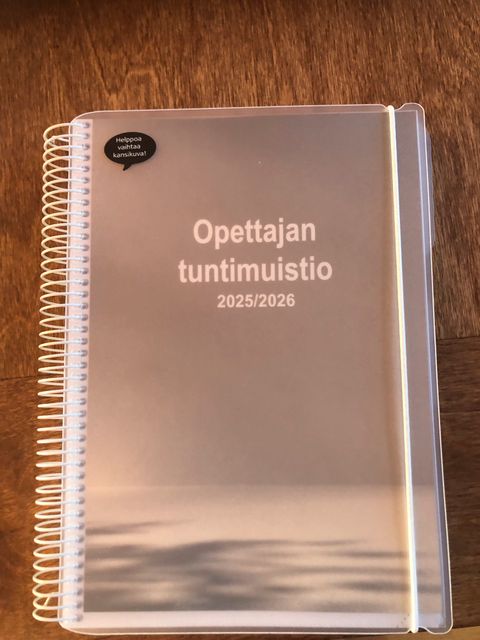 Helppoa
vaihtaa
kansikuva!
Opettajan
tuntimuistio
2025/2026